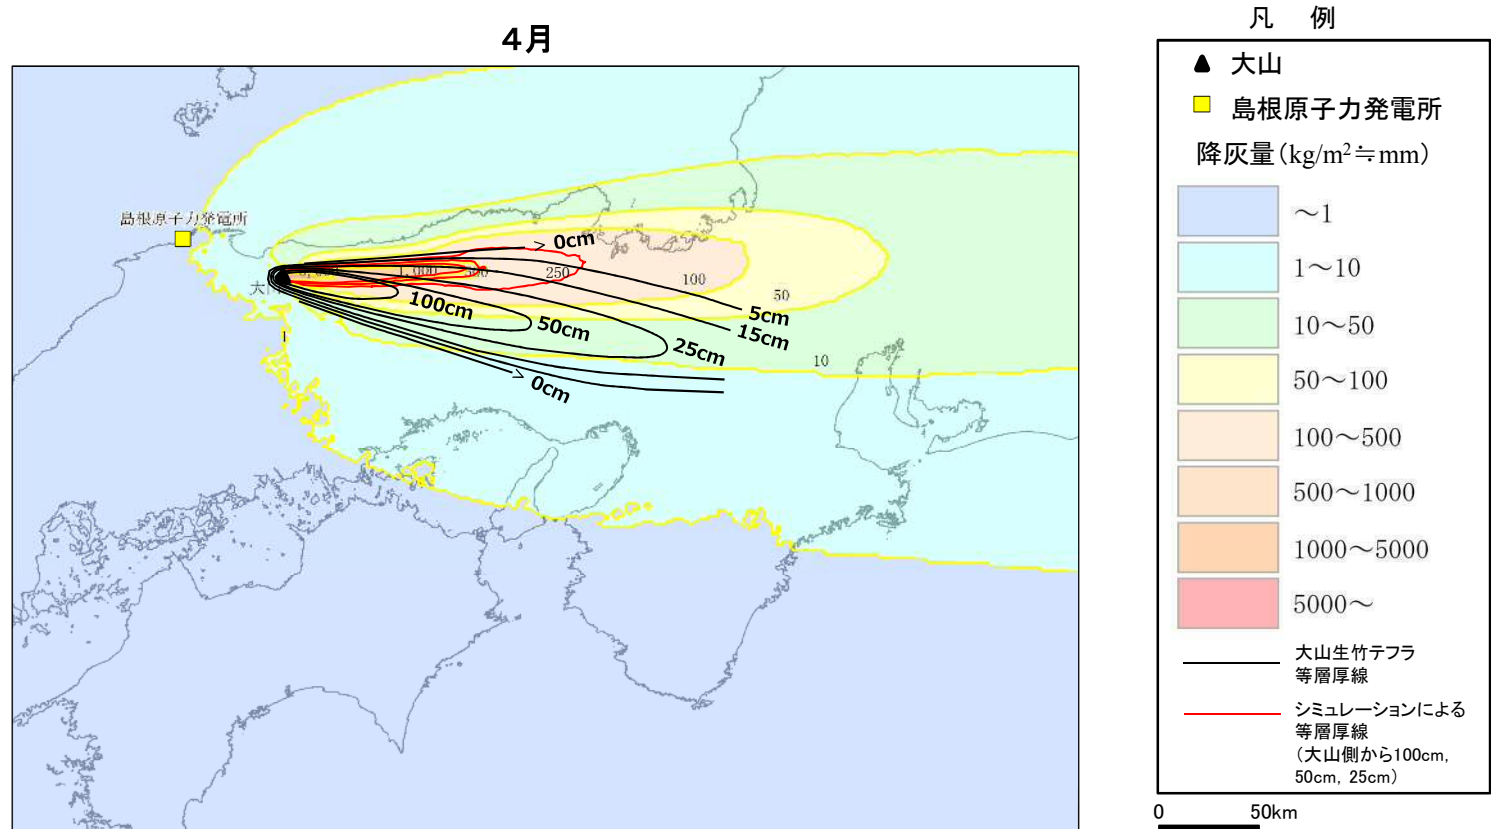 4月
島根原子力発電所
> 0cm
1,000
250
100
50
5cm
15cm
100cm
50cm
25cm
> 0cm
10
1
凡 例
大山
島根原子力発電所
降灰量(kg/m²≒mm)
～1
1～10
10～50
50～100
100～500
500～1000
1000～5000
5000～
大山生竹テフラ
等層厚線
シミュレーションによる
等層厚線
(大山側から100cm,
50cm, 25cm)
0 50km